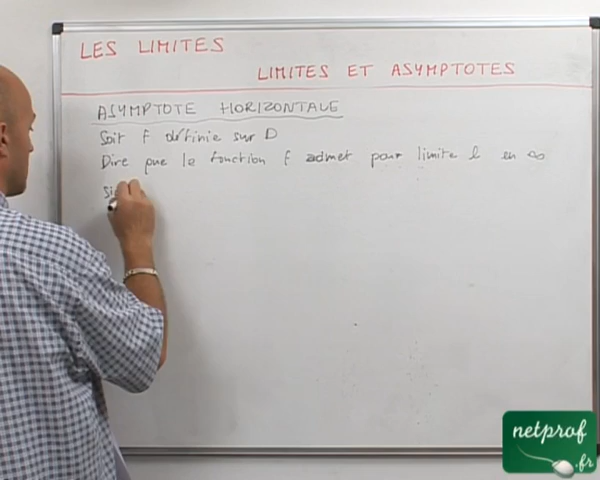 LES LIMITES
LIMITES ET ASYMPTOTES
ASYMPTOTE HORIZONTALE
Soit f définie sur D
Dire que la fonction f admet pour limite l en ∞
netprof
.fr